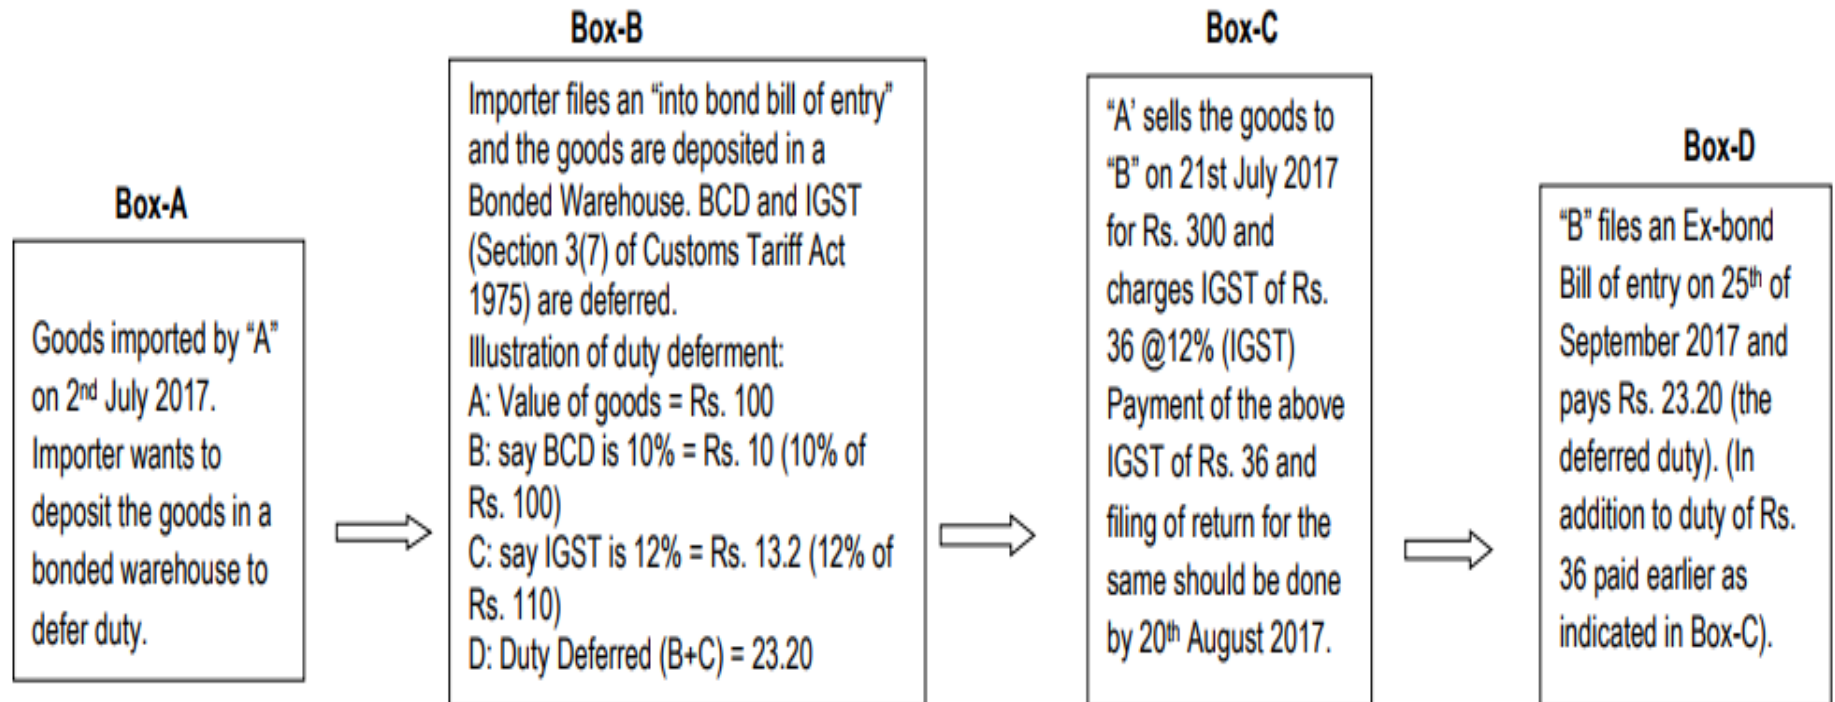 Box-A
Goods imported by “A”
on 2nd July 2017.
Importer wants to
deposit the goods in a
bonded warehouse to
defer duty.
Box-B
Importer files an “into bond bill of entry”
and the goods are deposited in a
Bonded Warehouse. BCD and IGST
(Section 3(7) of Customs Tariff Act
1975) are deferred.
Illustration of duty deferment:
A: Value of goods = Rs. 100
B: say BCD is 10% = Rs. 10 (10% of
Rs. 100)
C: say IGST is 12% = Rs. 13.2 (12% of
Rs. 110)
D: Duty Deferred (B+C) = 23.20
Box-C
“A’ sells the goods to
“B” on 21st July 2017
for Rs. 300 and
charges IGST of Rs.
36 @12% (IGST)
Payment of the above
IGST of Rs. 36 and
filing of return for the
same should be done
by 20th August 2017.
Box-D
“B” files an Ex-bond
Bill of entry on 25th of
September 2017 and
pays Rs. 23.20 (the
deferred duty). (In
addition to duty of Rs.
36 paid earlier as
indicated in Box-C).